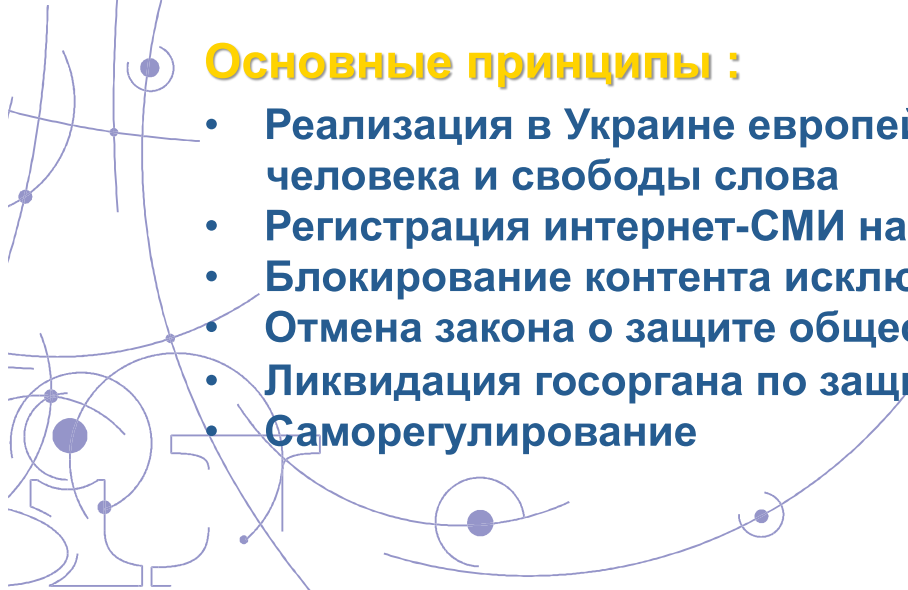 Основные принципы :
• Реализация в Украине
человека и свободы слова
• Регистрация интернет-СМИ на
• Блокирование контента
• Отмена закона о защите
• Ликвидация госоргана по
• Саморегулирование